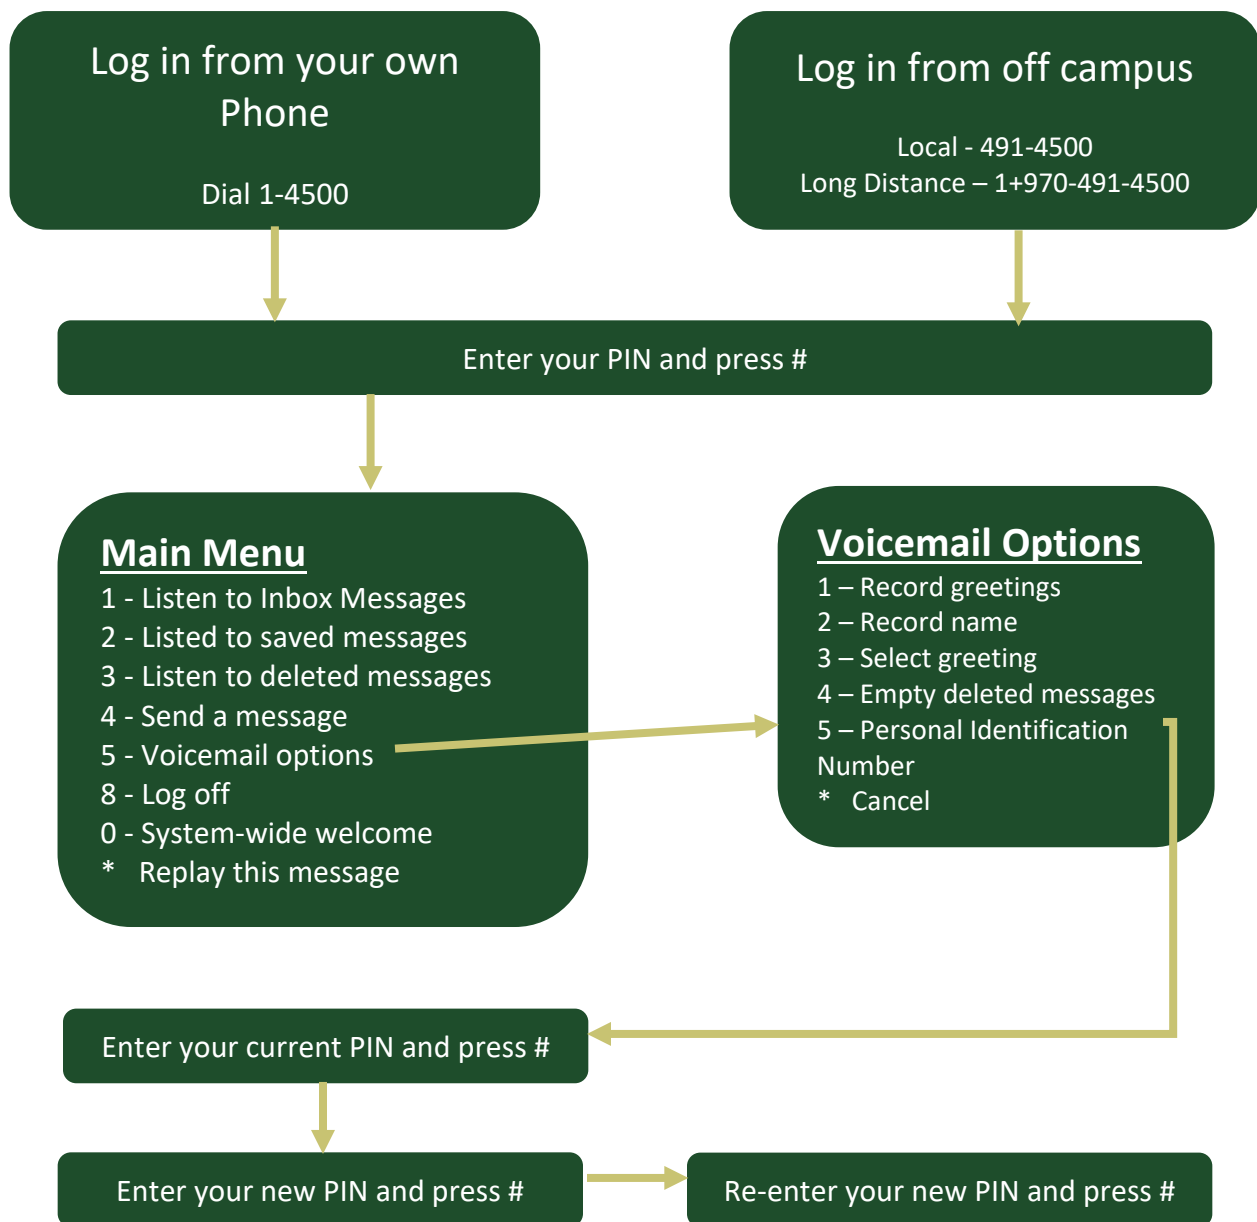 Log in from your own
Phone
Dial 1-4500
Log in from off campus
Local - 491-4500
Long Distance – 1+970-491-4500
Enter your PIN and press #
Main Menu
1 - Listen to Inbox Messages
2 - Listed to saved messages
3 - Listen to deleted messages
4 - Send a message
5 - Voicemail options
8 - Log off
0 - System-wide welcome
* Replay this message
Voicemail Options
1 – Record greetings
2 – Record name
3 – Select greeting
4 – Empty deleted messages
5 – Personal Identification
Number
* Cancel
Enter your current PIN and press #
Enter your new PIN and press #
Re-enter your new PIN and press #